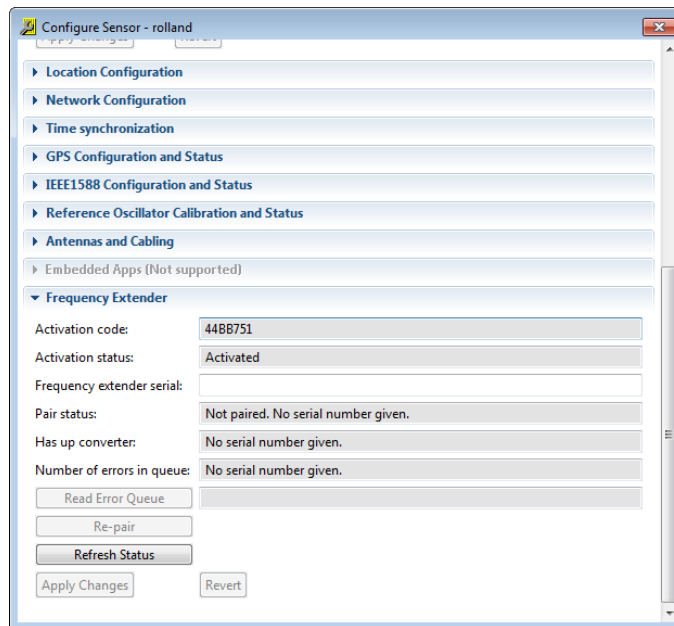 Configure Sensor - rolland
Apply Changes Revert
Location Configuration
Network Configuration
Time synchronization
GPS Configuration and Status
IEEE1588 Configuration and Status
Reference Oscillator Calibration and Status
Antennas and Cabling
Embedded Apps (Not supported)
Frequency Extender
Activation code: 44BB751
Activation status: Activated
Frequency extender serial:
Pair status: Not paired. No serial number given.
Has up converter: No serial number given.
Number of errors in queue: No serial number given.
Read Error Queue
Re-pair
Refresh Status
Apply Changes Revert